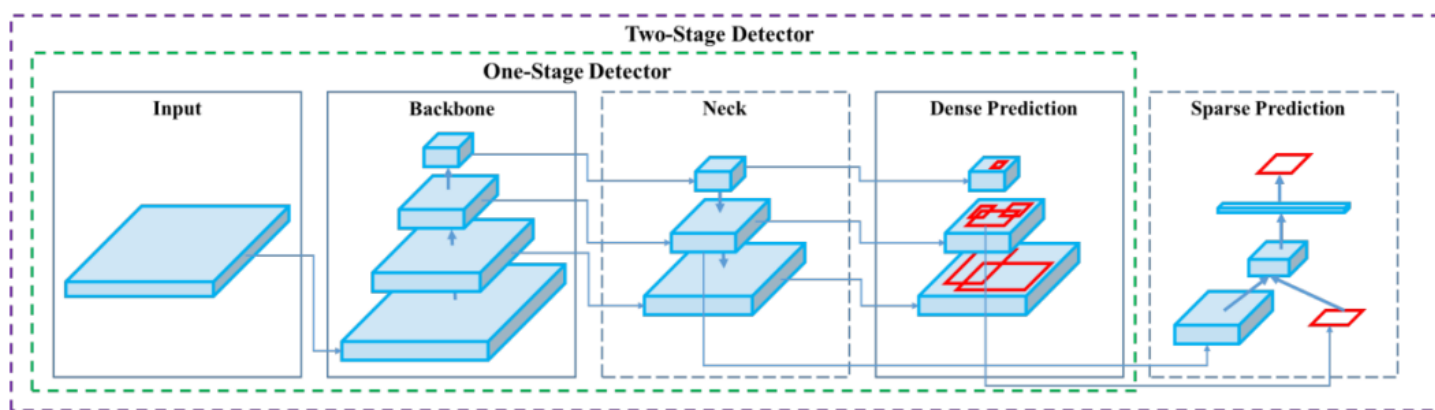 Two-Stage Detector
One-Stage Detector
Input
Backbone
Neck
Dense Prediction
Sparse Prediction